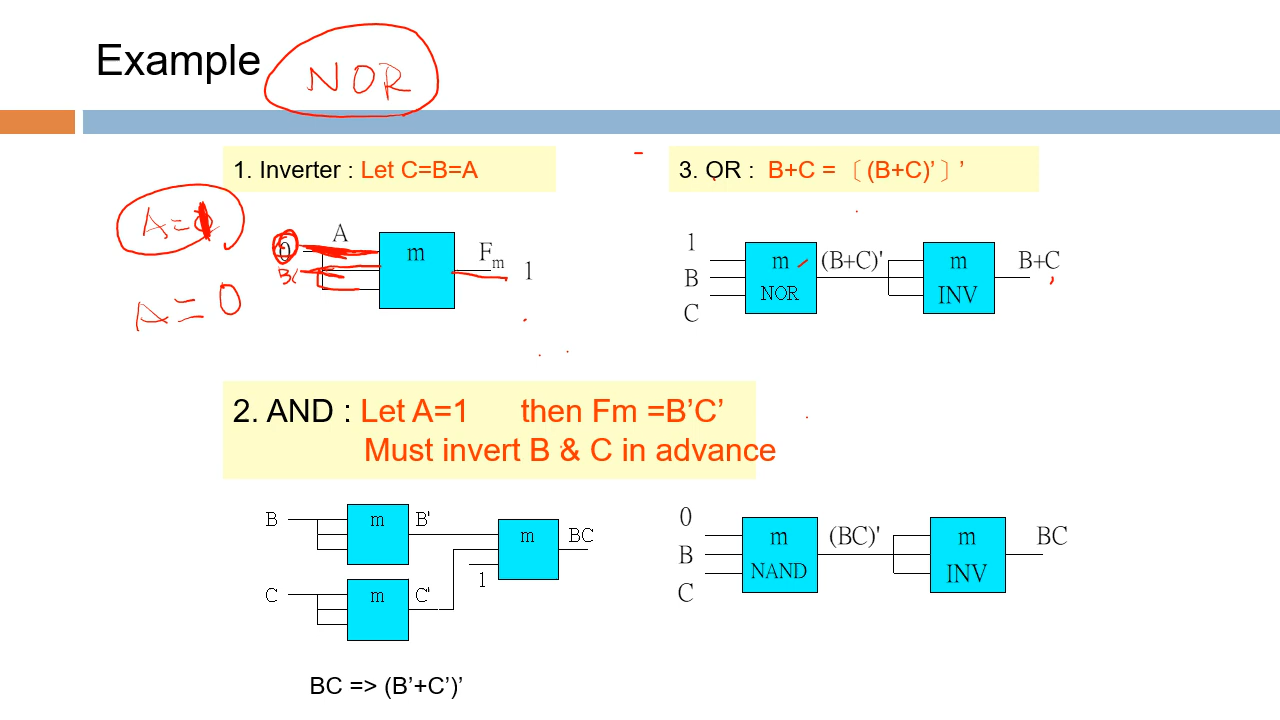 Example
NOR
1. Inverter : Let C=B=A
3. OR : B+C = 〔 (B+C)’ 〕 ’
A=
A=0
A
0
m
Fm
1
1
B
C
m
NOR
(B+C)'
m
INV
B+C
2. AND : Let A=1 then Fm =B’C’
Must invert B & C in advance
B
m
B'
C
m
C'
1
m
BC
0
B
C
m
NAND
(BC)'
m
INV
BC
BC => (B’+C’)’